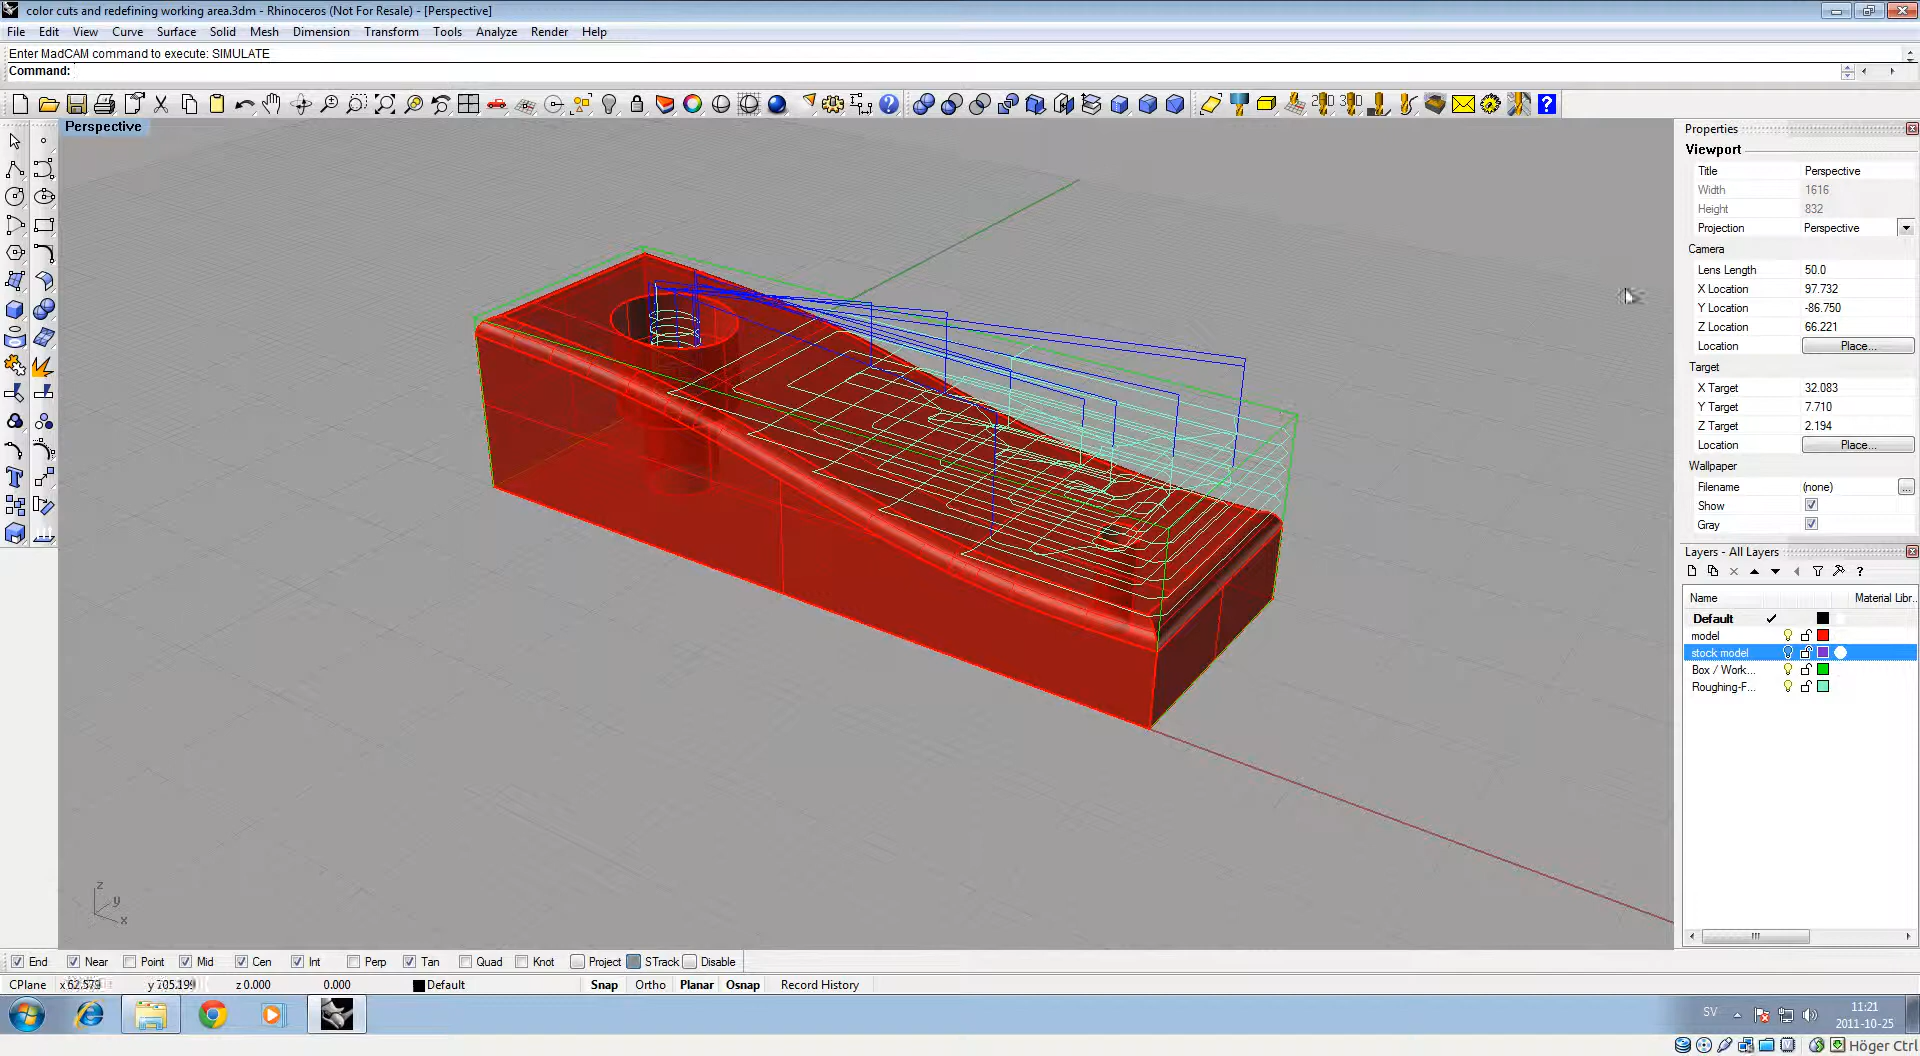 color cuts and redefining working area.3dm - Rhinoceros (Not For Resale) - [Perspective]
File Edit View Curve Surface Solid Mesh Dimension Transform Tools Analyze Render Help
Enter MadCAM command to execute: SIMULATE
Command:
Perspective
Properties
Viewport
Title Perspective
Width 1616
Height 832
Projection Perspective
Camera
Lens Length 50.0
X Location 97.732
Y Location -86.750
Z Location 66.221
Location Place...
Target
X Target 32.083
Y Target 7.710
Z Target 2.194
Location Place...
Wallpaper
Filename (none) ...
Show
Gray
Layers - All Layers
Name Material Libr...
Default
model
stock model
Box / Work...
Roughing-F...
z
y
x
End Near Point Mid Cen Int Perp Tan Quad Knot Project STrack Disable
CPlane x 62.579 y 705.199 z 0.000 0.000 Default Snap Ortho Planar Osnap Record History
SV
11:21
2011-10-25
Höger Ctrl